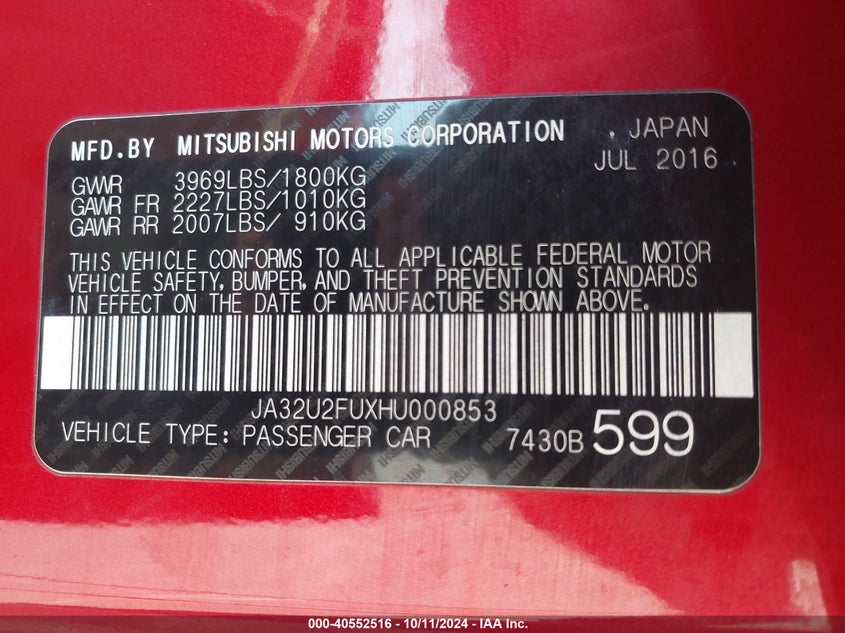 MFD.BY MITSUBISHI MOTORS CORPORATION , JAPAN
JUL 2016
GVWR 3969LBS/1800KG
GAWR FR 2227LBS/1010KG
GAWR RR 2007LBS/ 910KG
THIS VEHICLE CONFORMS TO ALL APPLICABLE FEDERAL MOTOR
VEHICLE SAFETY, BUMPER, AND THEFT PREVENTION STANDARDS
IN EFFECT ON THE DATE OF MANUFACTURE SHOWN ABOVE.
JA32U2FUXHU000853
VEHICLE TYPE: PASSENGER CAR 7430B 599
000-40552516 - 10/11/2024 - IAA Inc.